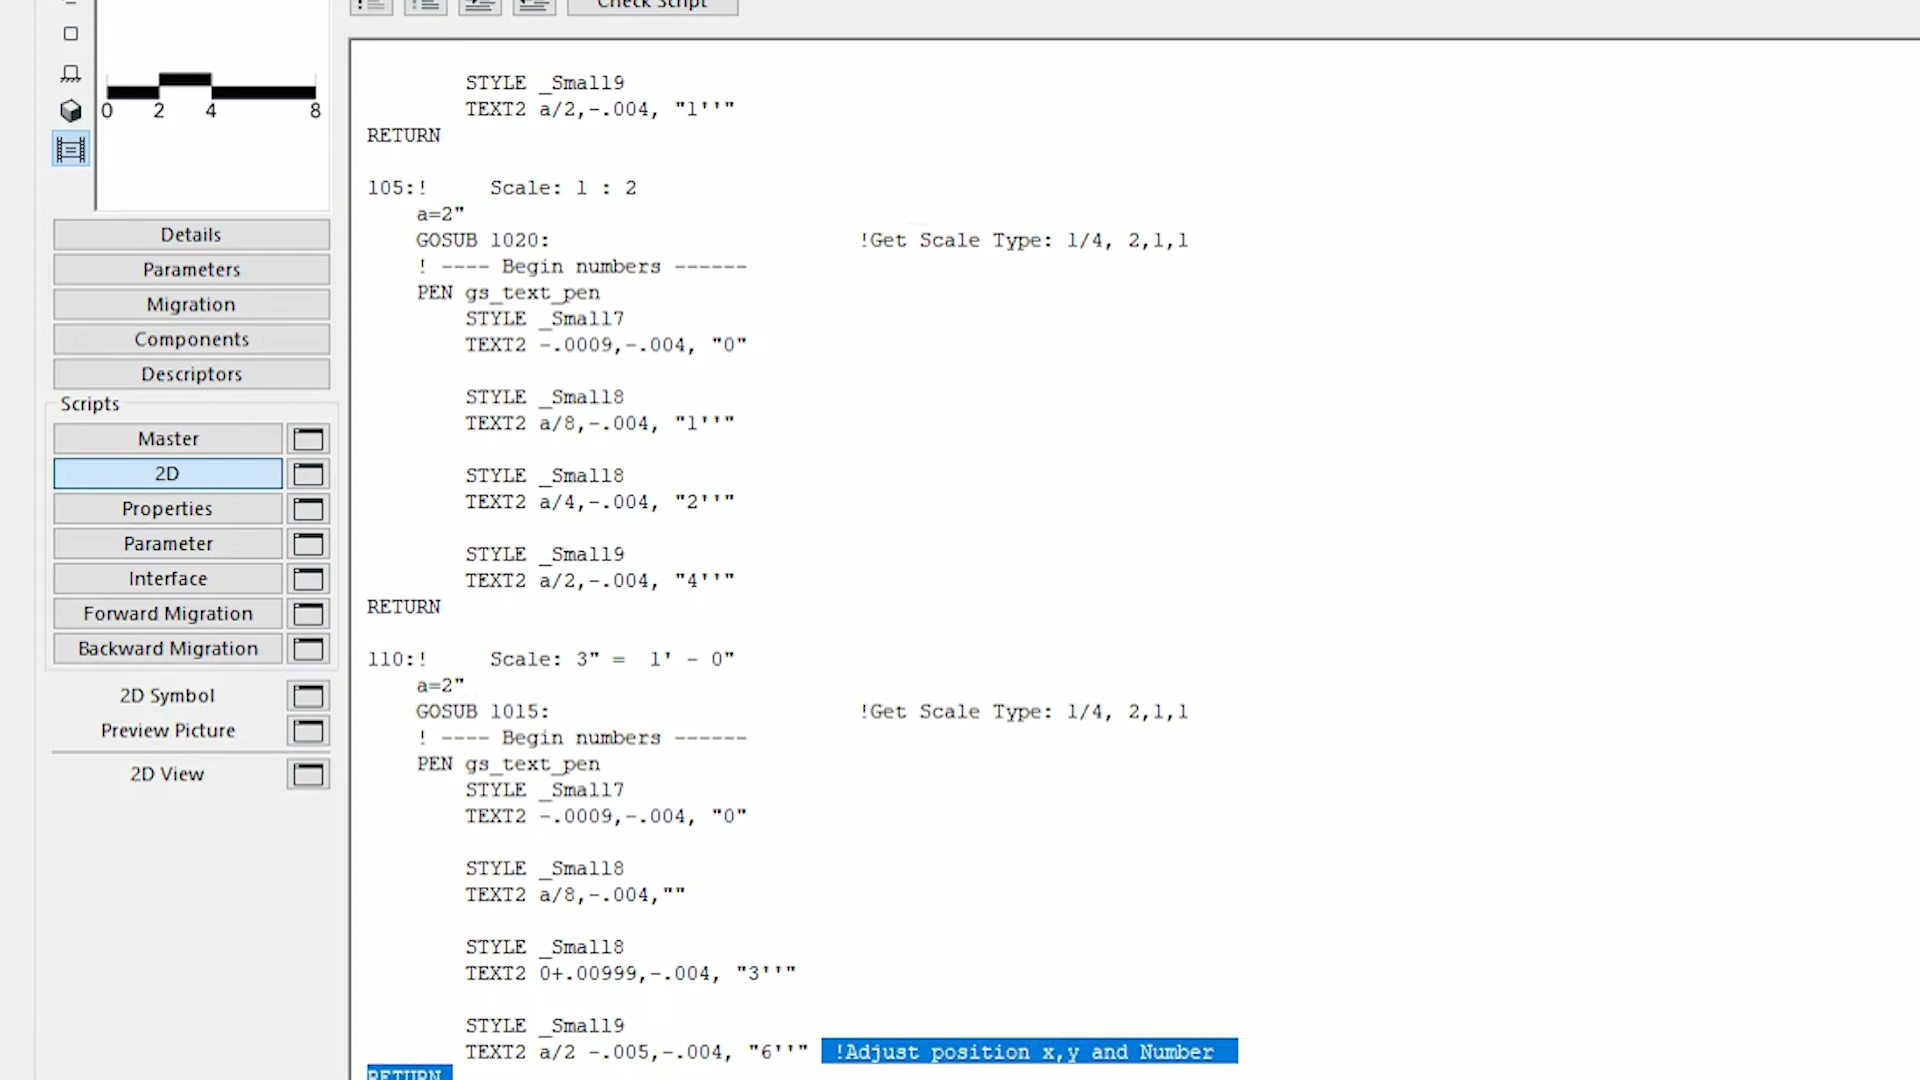 Check Script
0 2 4 8
Details
Parameters
Migration
Components
Descriptors
Scripts
Master
2D
Properties
Parameter
Interface
Forward Migration
Backward Migration
2D Symbol
Preview Picture
2D View
STYLE _Small9
TEXT2 a/2,-.004, "1''"
RETURN
105:! Scale: 1 : 2
a=2"
GOSUB 1020: !Get Scale Type: 1/4, 2,1,1
! ---- Begin numbers ------
PEN gs_text_pen
STYLE _Small7
TEXT2 -.0009,-.004, "0"
STYLE _Small8
TEXT2 a/8,-.004, "1''"
STYLE _Small8
TEXT2 a/4,-.004, "2''"
STYLE _Small9
TEXT2 a/2,-.004, "4''"
RETURN
110:! Scale: 3" = 1' - 0"
a=2"
GOSUB 1015: !Get Scale Type: 1/4, 2,1,1
! ---- Begin numbers ------
PEN gs_text_pen
STYLE _Small7
TEXT2 -.0009,-.004, "0"
STYLE _Small8
TEXT2 a/8,-.004,""
STYLE _Small8
TEXT2 0+.00999,-.004, "3''"
STYLE _Small9
TEXT2 a/2 -.005,-.004, "6''" !Adjust position x,y and Number
RETURN